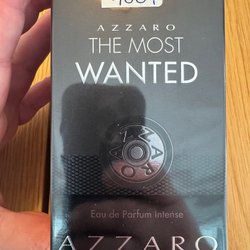 AZZARO
THE MOST
WANTED
AZZARO
Eau de Parfum Intense
AZZARO